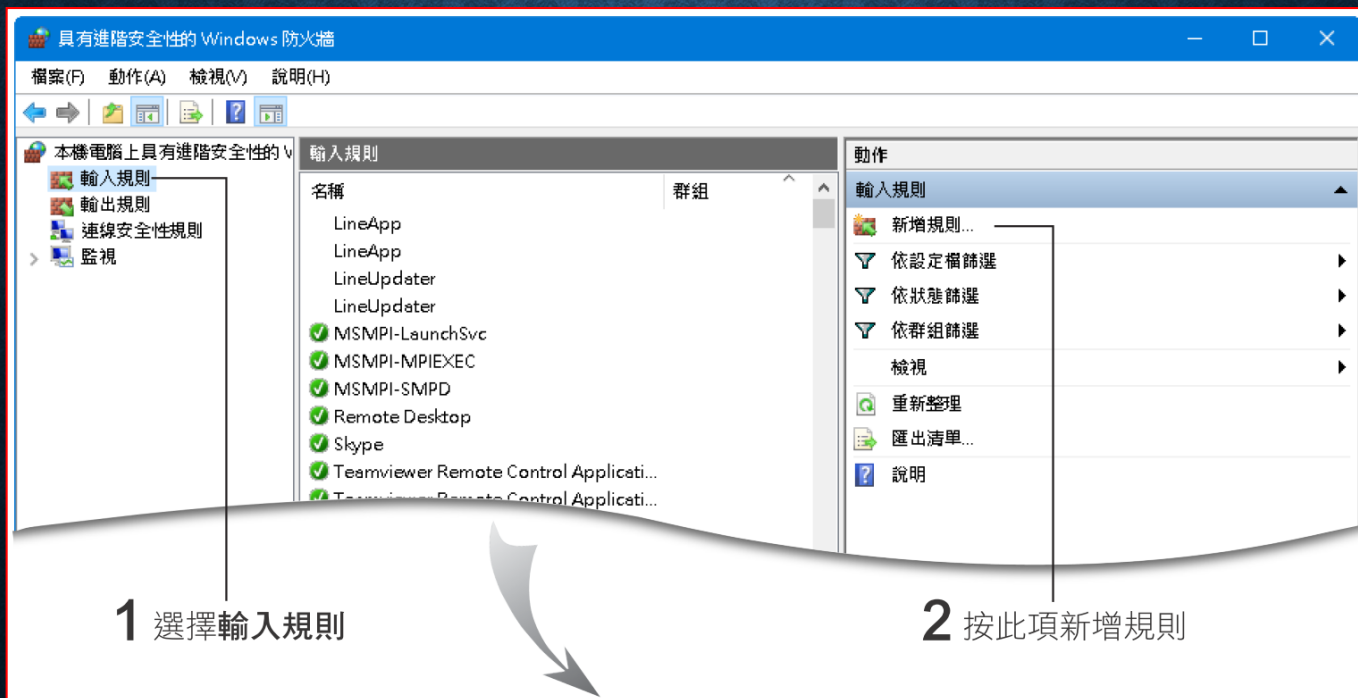 具有進階安全性的 Windows 防火牆
檔案(F) 動作(A) 檢視(V) 說明(H)
本機電腦上具有進階安全性的 W
輸入規則
輸出規則
連線安全性規則
監視
輸入規則
名稱 群組
LineApp
LineApp
LineUpdater
LineUpdater
MSMPI-LaunchSvc
MSMPI-MPIEXEC
MSMPI-SMPD
Remote Desktop
Skype
Teamviewer Remote Control Applicati...
Teamviewer Remote Control Applicati...
動作
輸入規則
新增規則...
依設定檔篩選
依狀態篩選
依群組篩選
檢視
重新整理
匯出清單...
說明
1 選擇輸入規則
2 按此項新增規則